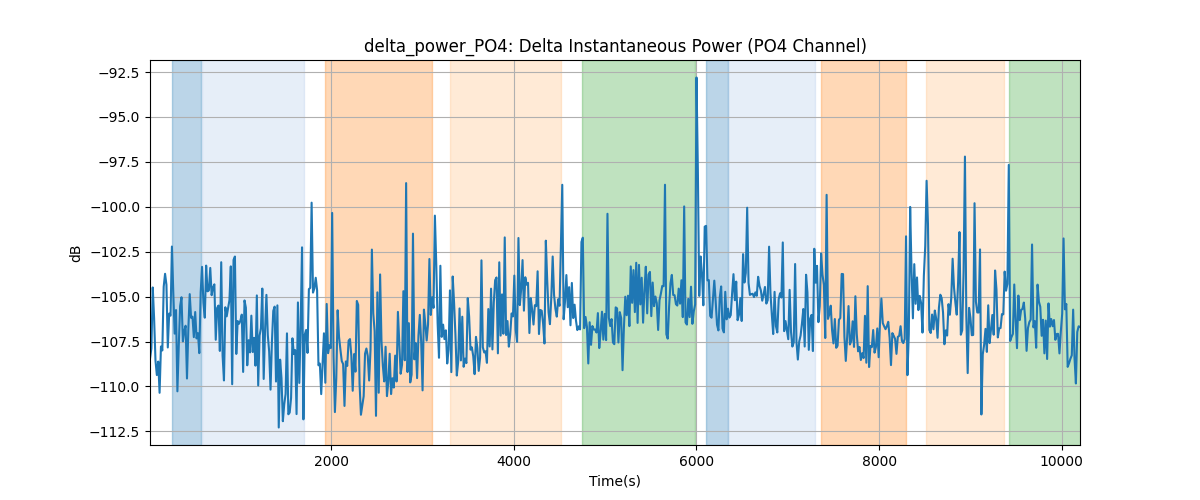 delta_power_PO4: Delta Instantaneous Power (PO4 Channel)
−92.5
−95.0
−97.5
−100.0
−102.5
−105.0
−107.5
−110.0
−112.5
dB
2000 4000 6000 8000 10000
Time(s)